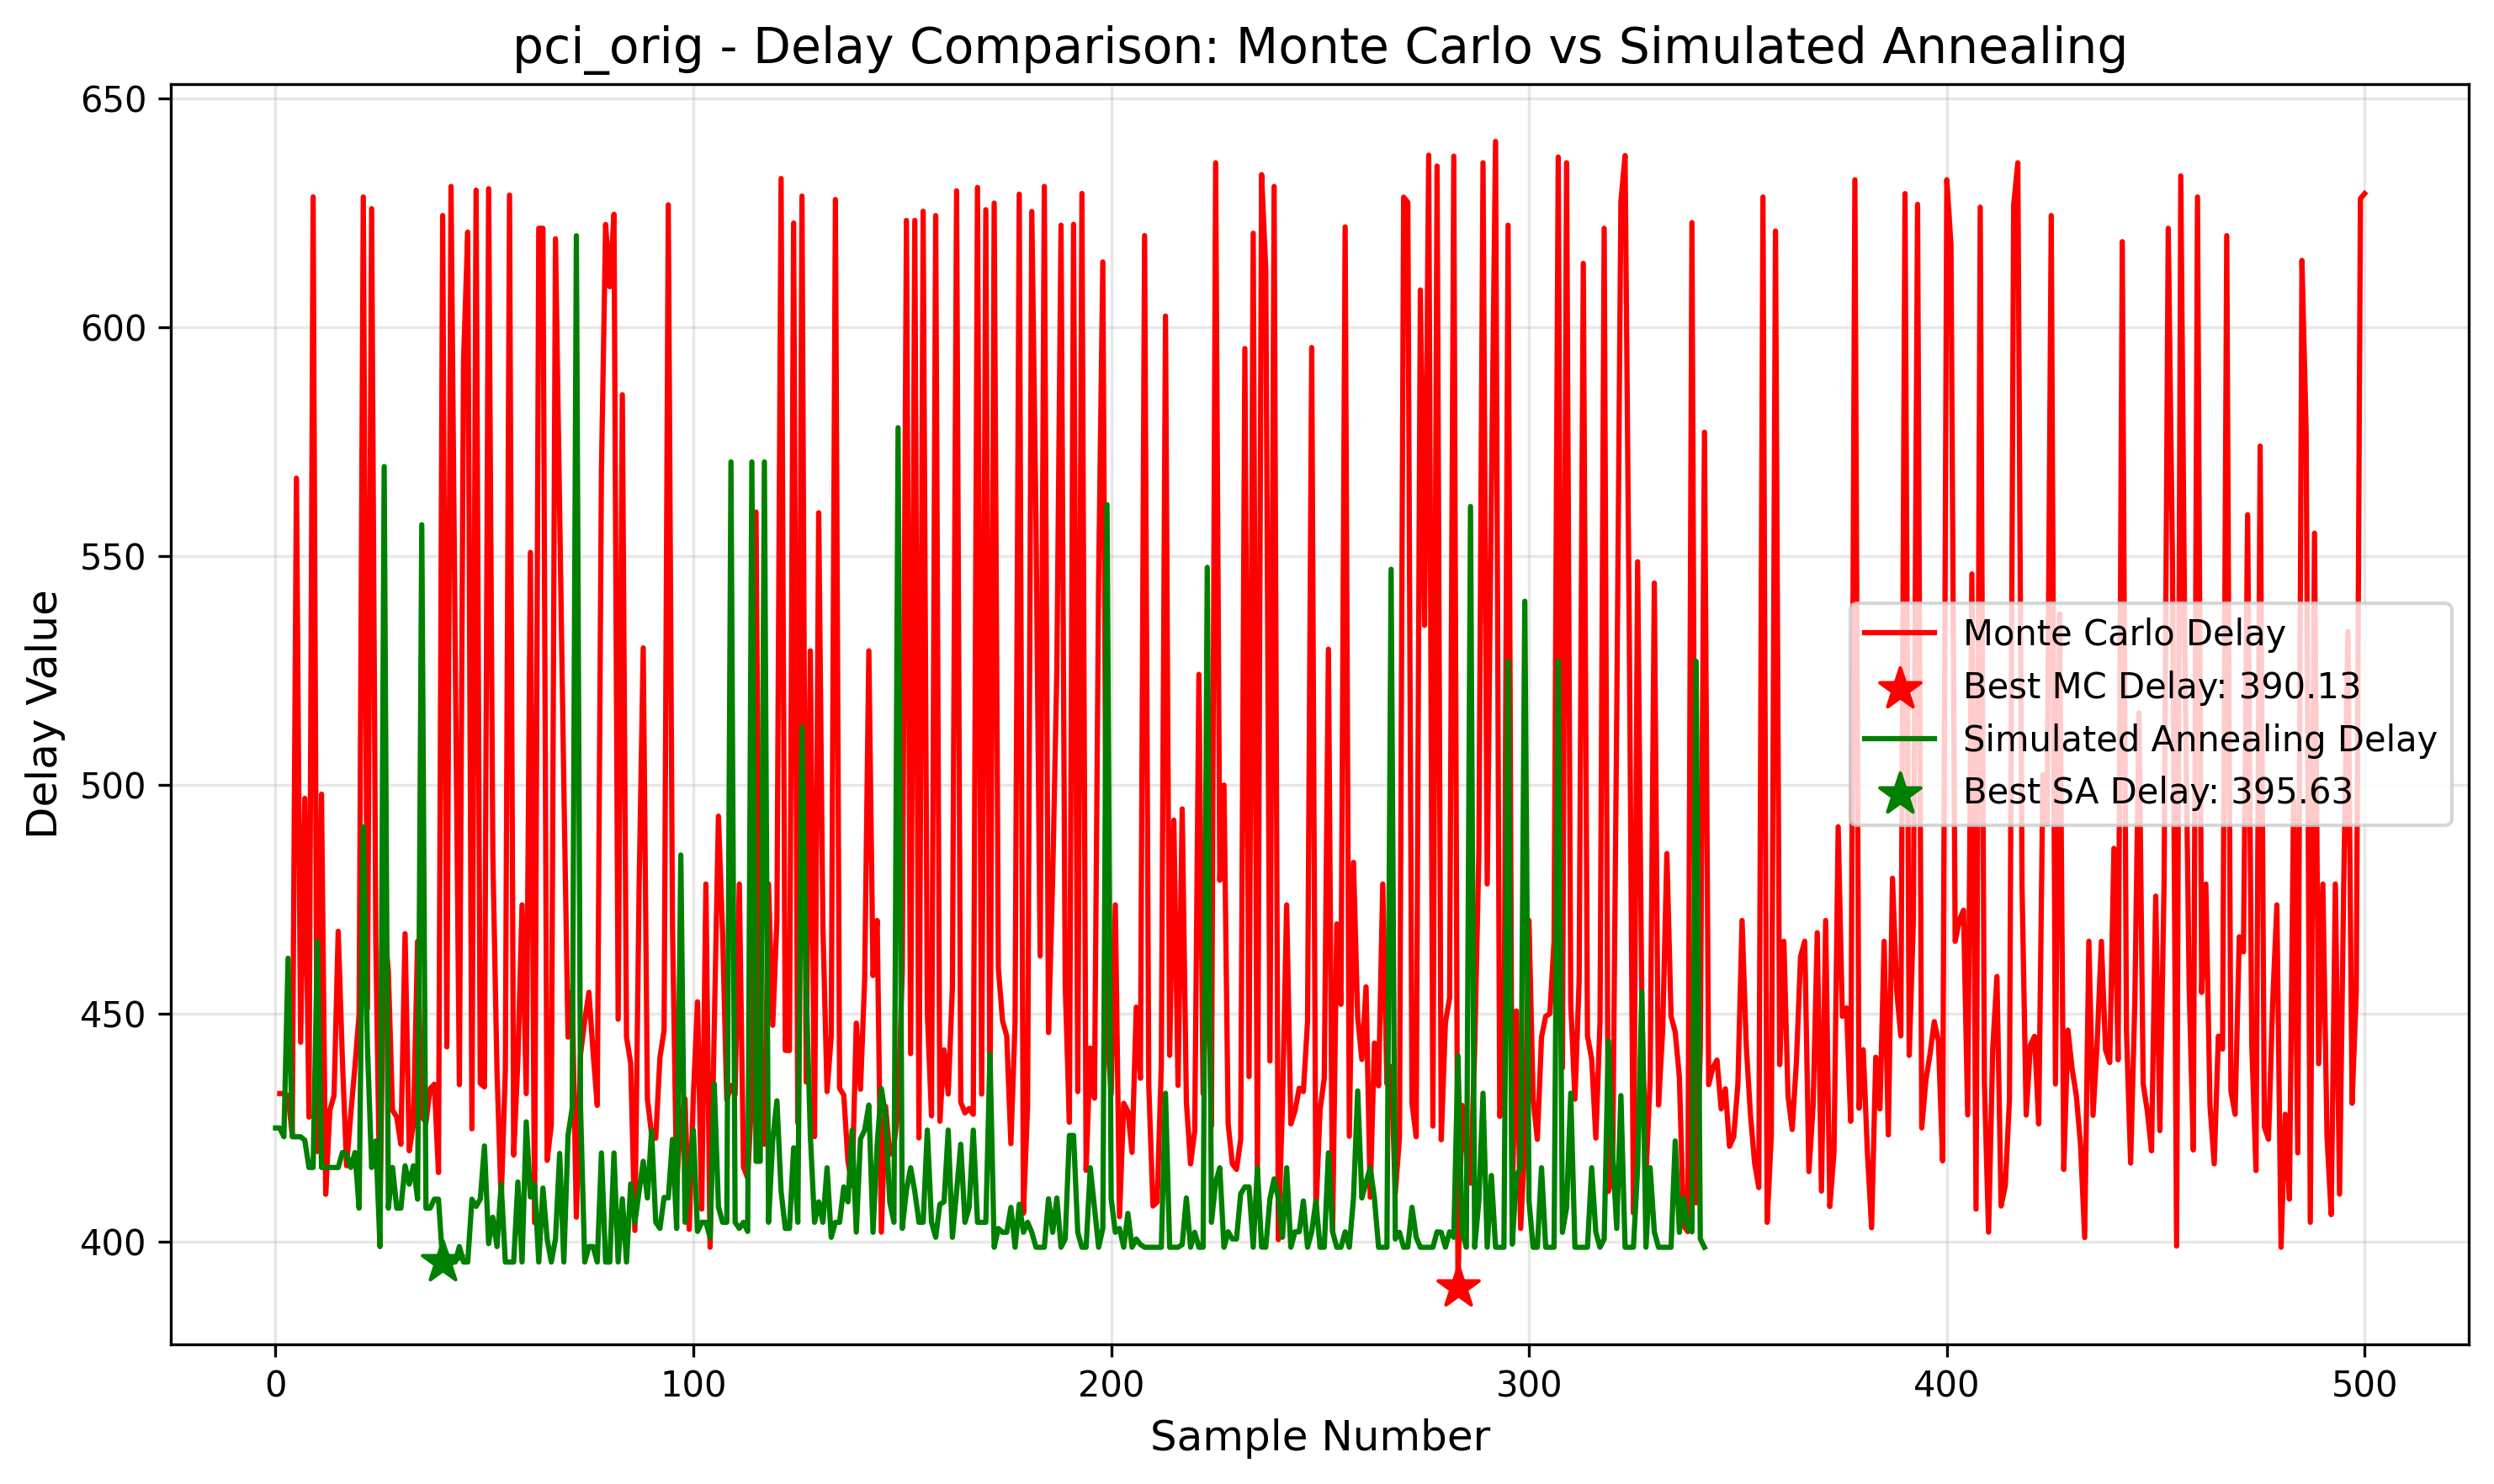 pci_orig - Delay Comparison: Monte Carlo vs Simulated Annealing
650
600
550
500
450
400
Delay Value
Monte Carlo Delay
Best MC Delay: 390.13
Simulated Annealing Delay
Best SA Delay: 395.63
0
100
200
300
400
500
Sample Number